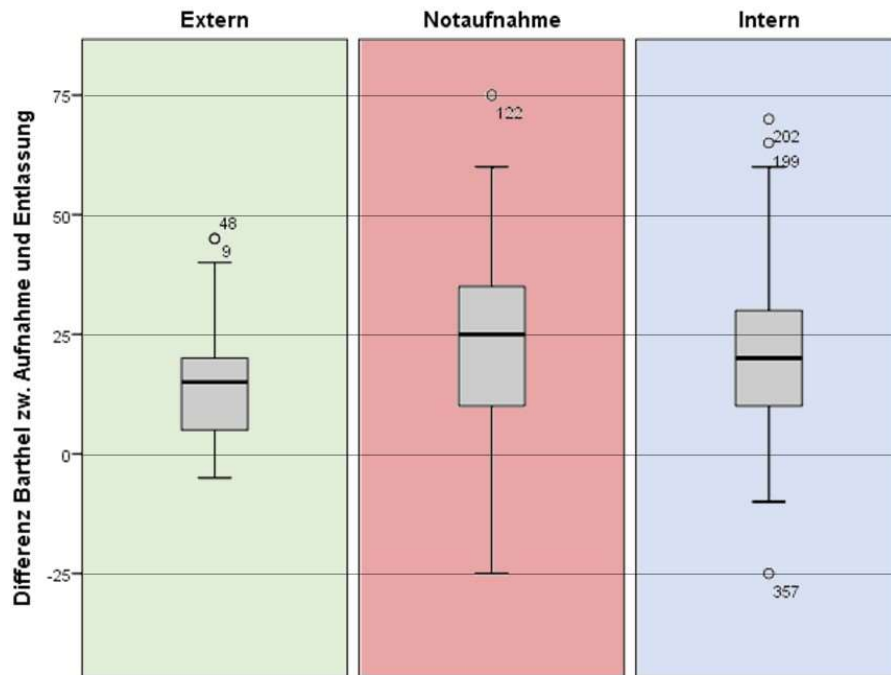 Extern
Notaufnahme
Intern
Differenz Barthel zw. Aufnahme und Entlassung
75
50
25
0
-25
48
9
122
202
199
357